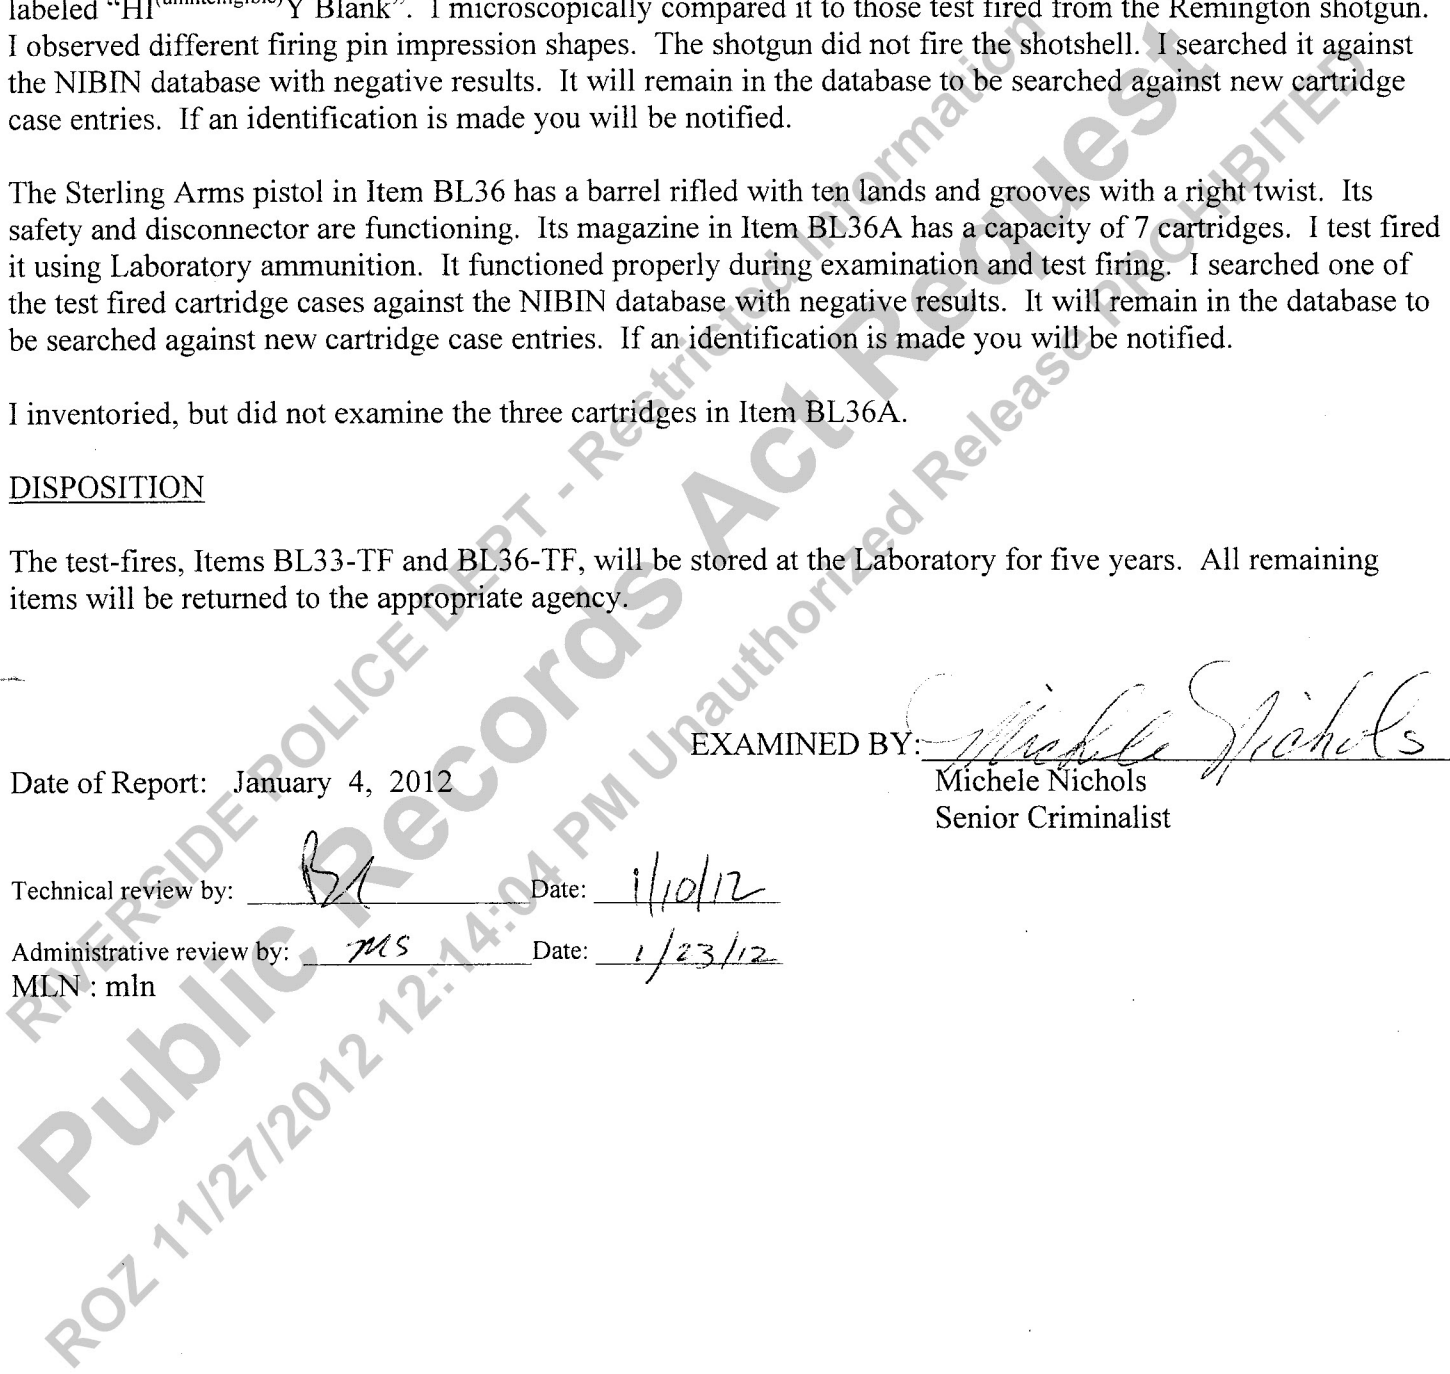 labeled “HI(unintelligible)Y Blank”. I microscopically compared it to those test fired from the Remington shotgun.
I observed different firing pin impression shapes. The shotgun did not fire the shotshell. I searched it against
the NIBIN database with negative results. It will remain in the database to be searched against new cartridge
case entries. If an identification is made you will be notified.
The Sterling Arms pistol in Item BL36 has a barrel rifled with ten lands and grooves with a right twist. Its
safety and disconnector are functioning. Its magazine in Item BL36A has a capacity of 7 cartridges. I test fired
it using Laboratory ammunition. It functioned properly during examination and test firing. I searched one of
the test fired cartridge cases against the NIBIN database with negative results. It will remain in the database to
be searched against new cartridge case entries. If an identification is made you will be notified.
I inventoried, but did not examine the three cartridges in Item BL36A.
DISPOSITION
The test-fires, Items BL33-TF and BL36-TF, will be stored at the Laboratory for five years. All remaining
items will be returned to the appropriate agency.
EXAMINED BY: Michele Nichols
Michele Nichols
Senior Criminalist
Date of Report: January 4, 2012
Technical review by: Date: 1/10/12
Administrative review by: MS Date: 1/23/12
MLN : mln
RIVERSIDE POLICE DEPT - Restricted Information
Public Records Act Request
ROZ 11/27/2012 12:14:04 PM Unauthorized Release PROHIBITED